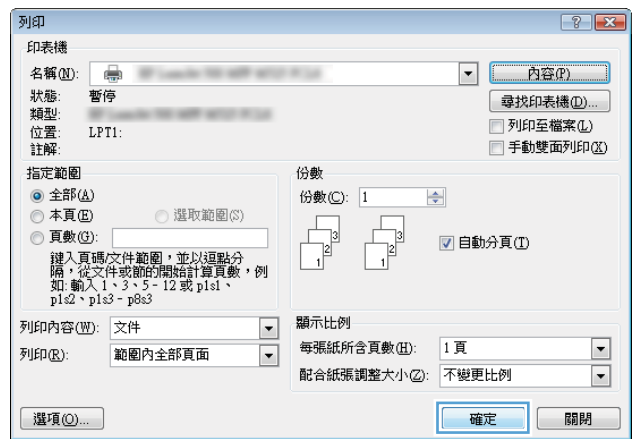 列印
印表機
名稱(N):
內容(P)
狀態: 暫停
尋找印表機(D)...
類型:
列印至檔案(L)
位置: LPT1:
手動雙面列印(X)
註解:
指定範圍
份數
全部(A)
份數(C): 1
本頁(E) 選取範圍(S)
頁數(G):
自動分頁(T)
3
2
1
3
2
1
鍵入頁碼/文件範圍,並以逗點分
隔,從文件或節的開始計算頁數,例
如: 輸入 1、3、5 - 12 或 p1s1、
p1s2、p1s3 - p8s3
列印內容(W): 文件
顯示比例
列印(R): 範圍內全部頁面
每張紙所含頁數(H): 1 頁
配合紙張調整大小(Z): 不變更比例
選項(O)...
確定
關閉